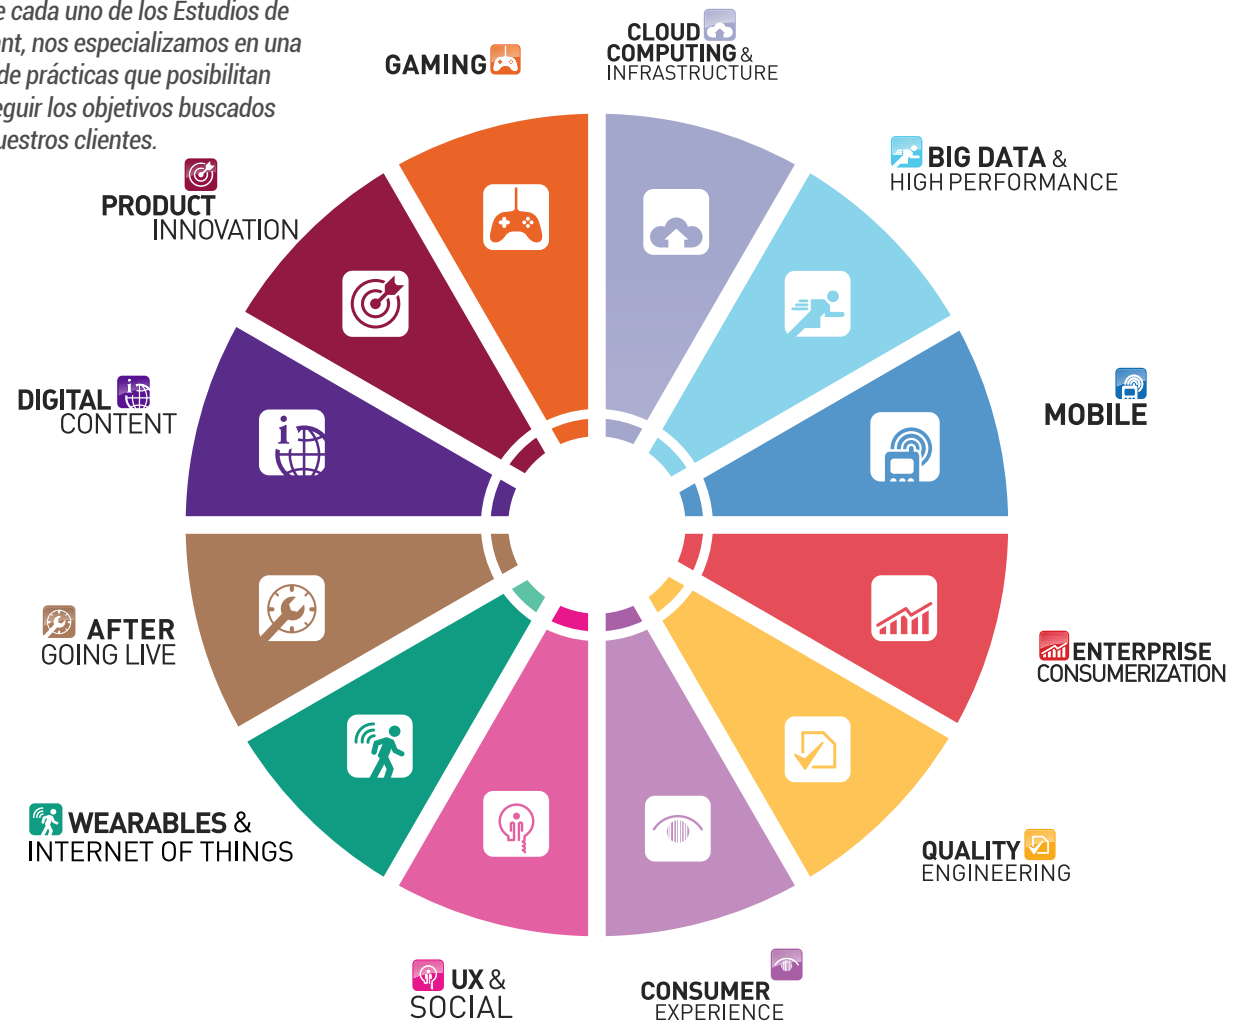 e cada uno de los Estudios de
ant, nos especializamos en una
de prácticas que posibilitan
eguir los objetivos buscados
uestros clientes.
GAMING
CLOUD
COMPUTING &
INFRASTRUCTURE
BIG DATA &
HIGH PERFORMANCE
MOBILE
ENTERPRISE
CONSUMERIZATION
QUALITY
ENGINEERING
CONSUMER
EXPERIENCE
UX &
SOCIAL
WEARABLES &
INTERNET OF THINGS
AFTER
GOING LIVE
DIGITAL
CONTENT
PRODUCT
INNOVATION